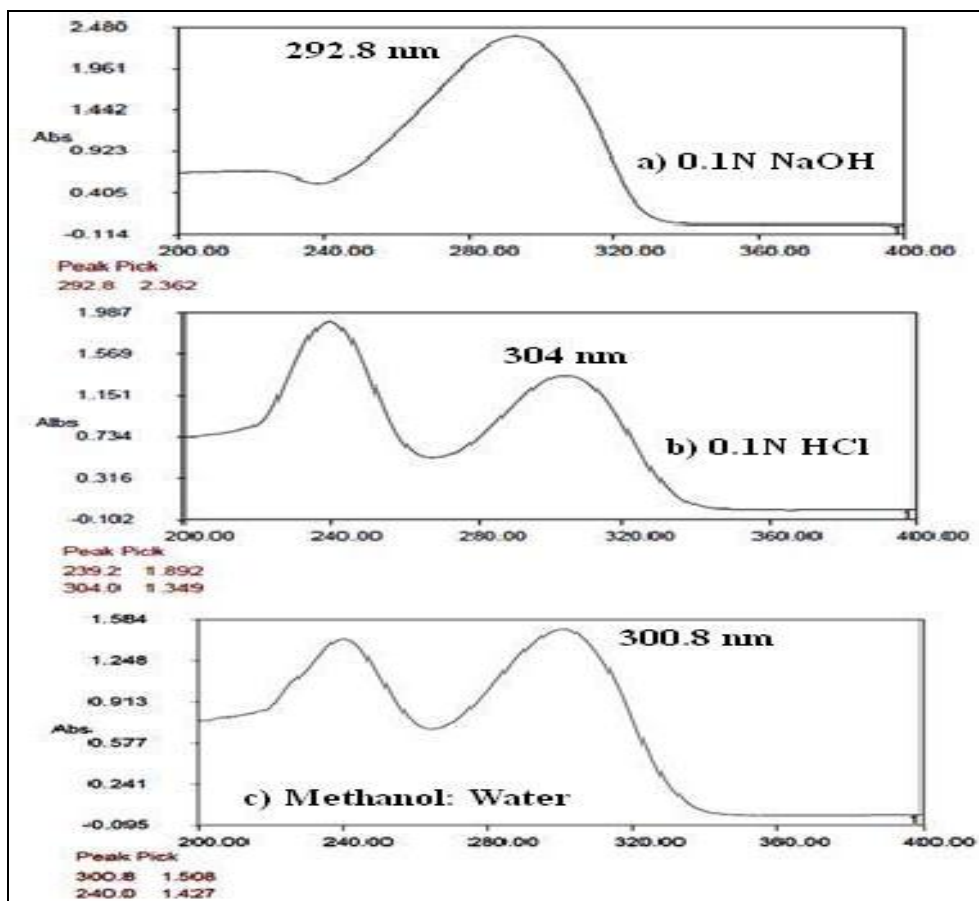 2.480
292.8 nm
1.961
1.442
Abs
0.923
a) 0.1N NaOH
0.405
-0.114
200.00 240.00 280.00 320.00 360.00 400.00
1
Peak Pick
292.8 2.362
1.987
304 nm
1.569
1.151
Abs
0.734
b) 0.1N HCl
0.316
-0.102
200.00 240.00 280.00 320.00 360.00 400.00
1
Peak Pick
239.2 1.892
304.0 1.349
1.584
300.8 nm
1.248
0.913
Abs
0.577
0.241
c) Methanol: Water
-0.095
200.00 240.00 280.00 320.00 360.00 400.00
1
Peak Pick
300.8 1.508
240.0 1.427